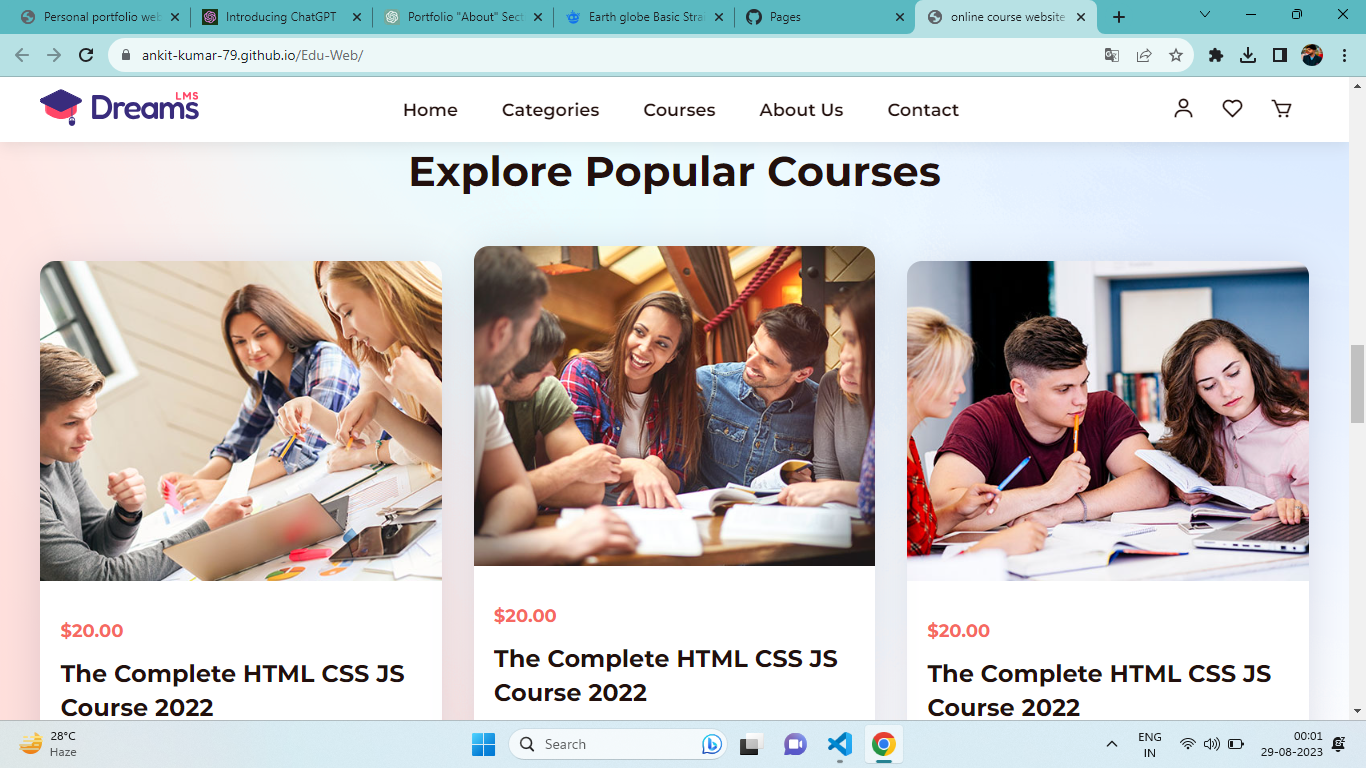 Personal portfolio web
Introducing ChatGPT
Portfolio "About" Sect
Earth globe Basic Stra
Pages
online course website
ankit-kumar-79.github.io/Edu-Web/
Dreams LMS
Home
Categories
Courses
About Us
Contact
Explore Popular Courses
$20.00
The Complete HTML CSS JS
Course 2022
$20.00
The Complete HTML CSS JS
Course 2022
$20.00
The Complete HTML CSS JS
Course 2022
28°C
Haze
Search
ENG
IN
00:01
29-08-2023